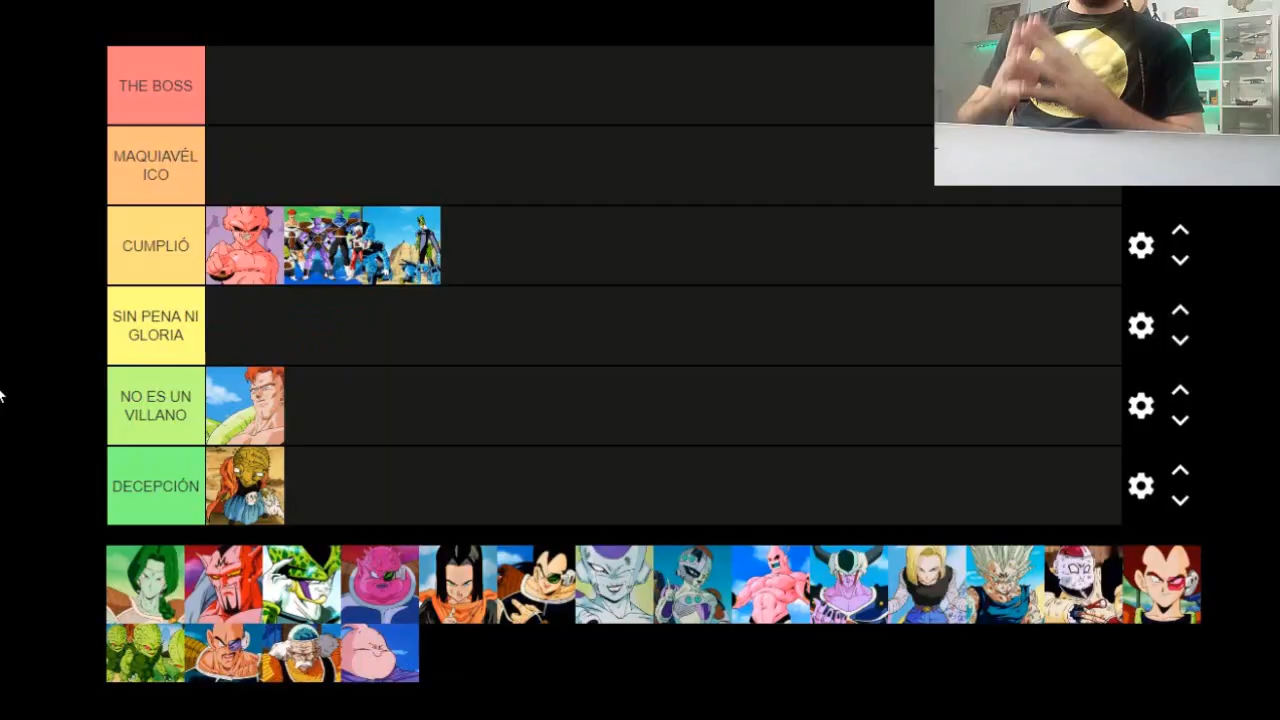 THE BOSS
MAQUIAVÉL
ICO
CUMPLIÓ
SIN PENA NI
GLORIA
NO ES UN
VILLANO
DECEPCIÓN